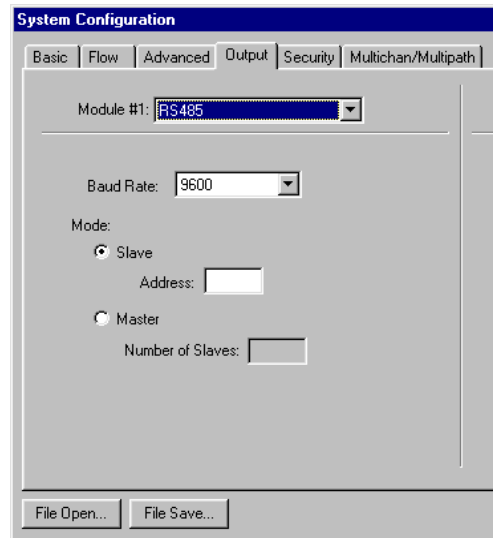 System Configuration
Basic Flow Advanced Output Security Multichan/Multipath
Module #1: RS485
Baud Rate: 9600
Mode:
Slave
Address:
Master
Number of Slaves:
File Open... File Save...